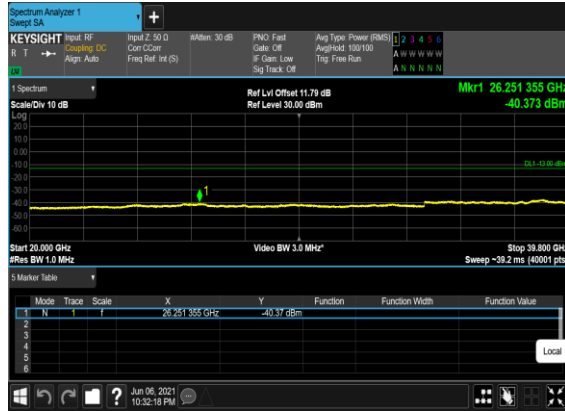 Spectrum Analyzer 1
Swept SA
KEYSIGHT
R T
LNI
Input: RF
Coupling: DC
Align: Auto
Input Z: 50 Ω
Corr CCorr
Freq Ref: Int (S)
#Atten: 30 dB
PNO: Fast
Gate: Off
IF Gain: Low
Sig Track: Off
Avg Type: Power (RMS)
Avg|Hold: 100/100
Trig: Free Run
1 2 3 4 5 6
A W W W W W
A N N N N N
1 Spectrum
Scale/Div 10 dB
Log
Ref Lvl Offset 11.79 dB
Ref Level 30.00 dBm
Mkr1 26.251 355 GHz
-40.373 dBm
20.0
10.0
0.00
-10.0
-20.0
-30.0
-40.0
-50.0
-60.0
DL1 -13.00 dBm
1
Start 20.000 GHz
#Res BW 1.0 MHz
Video BW 3.0 MHz*
Stop 39.800 GHz
Sweep ~39.2 ms (40001 pts)
5 Marker Table
Mode Trace Scale X Y Function Function Width Function Value
1 N 1 f 26.251 355 GHz -40.37 dBm
2
3
4
5
6
Local
?
Jun 06, 2021
10:32:18 PM